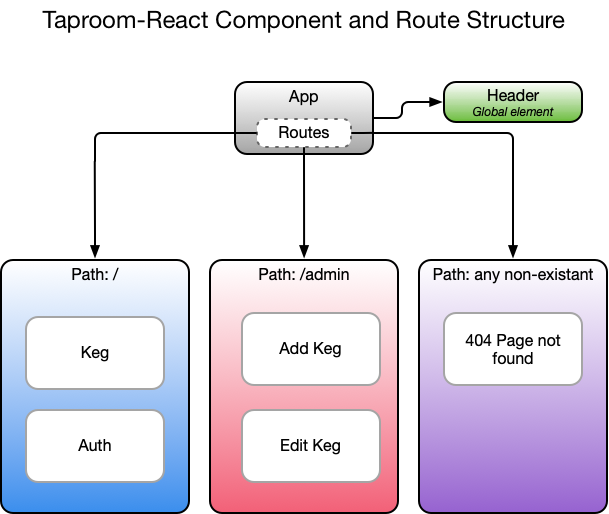 Taproom-React Component and Route Structure
App
Header
Global element
Routes
Path: /
Path: /admin
Path: any non-existant
Keg
Add Keg
404 Page not
found
Auth
Edit Keg